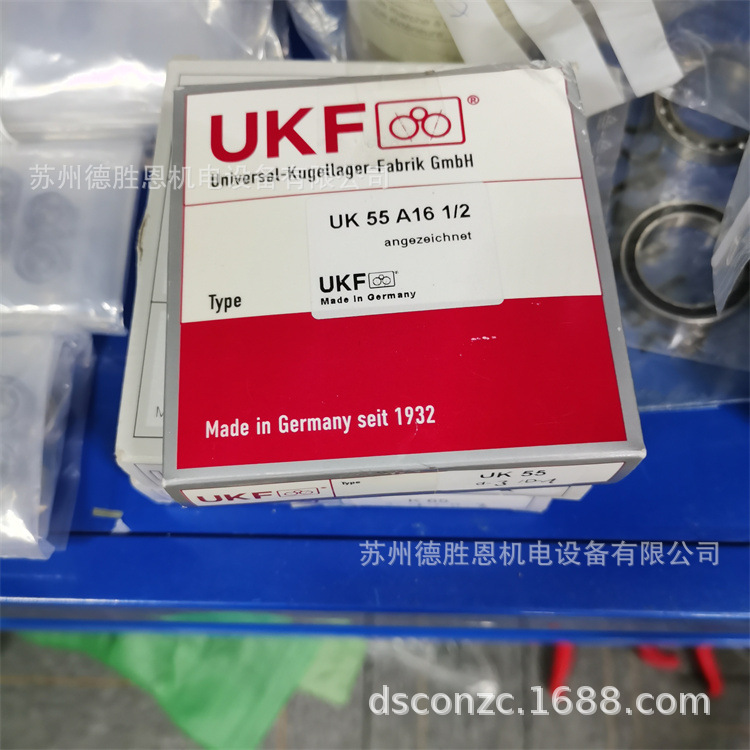 UKF ®
Universal-Kugellager-Fabrik GmbH
苏州德胜恩机电设备有限公司
UK 55 A16 1/2
angezeichnet
UKF ®
Made in Germany
Type
Made in Germany seit 1932
UKF
Type
UK 55
苏州德胜恩机电设备有限公司
dsconzc.1688.com